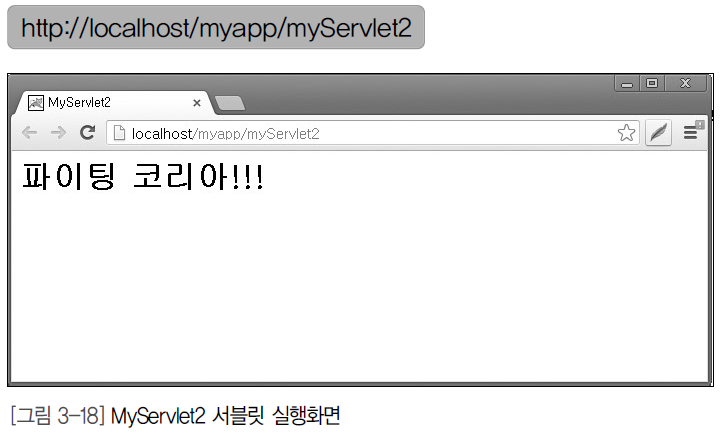 http://localhost/myapp/myServlet2
MyServlet2
localhost/myapp/myServlet2
파이팅 코리아!!!
[그림 3-18] MyServlet2 서블릿 실행화면